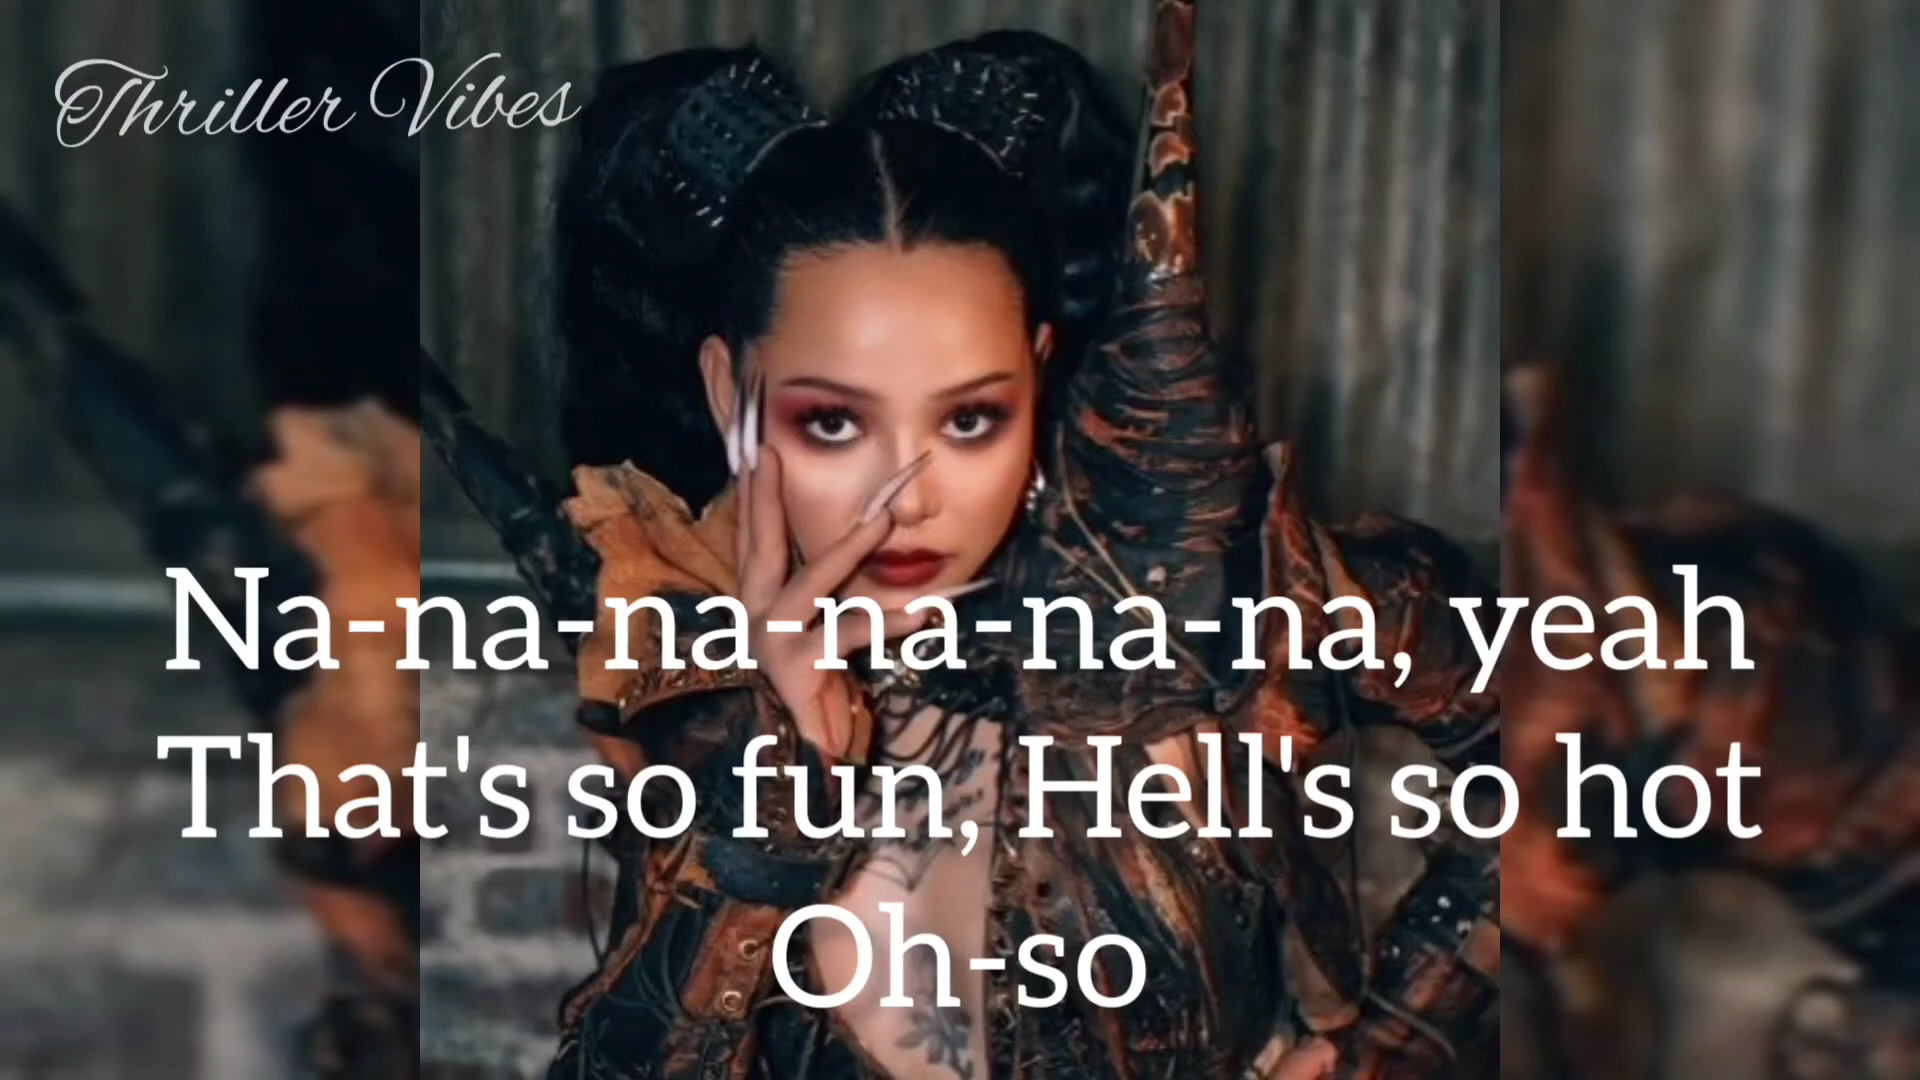 Thriller Vibes
Na-na-na-na-na-na, yeah
That's so fun, Hell's so hot
Oh-so